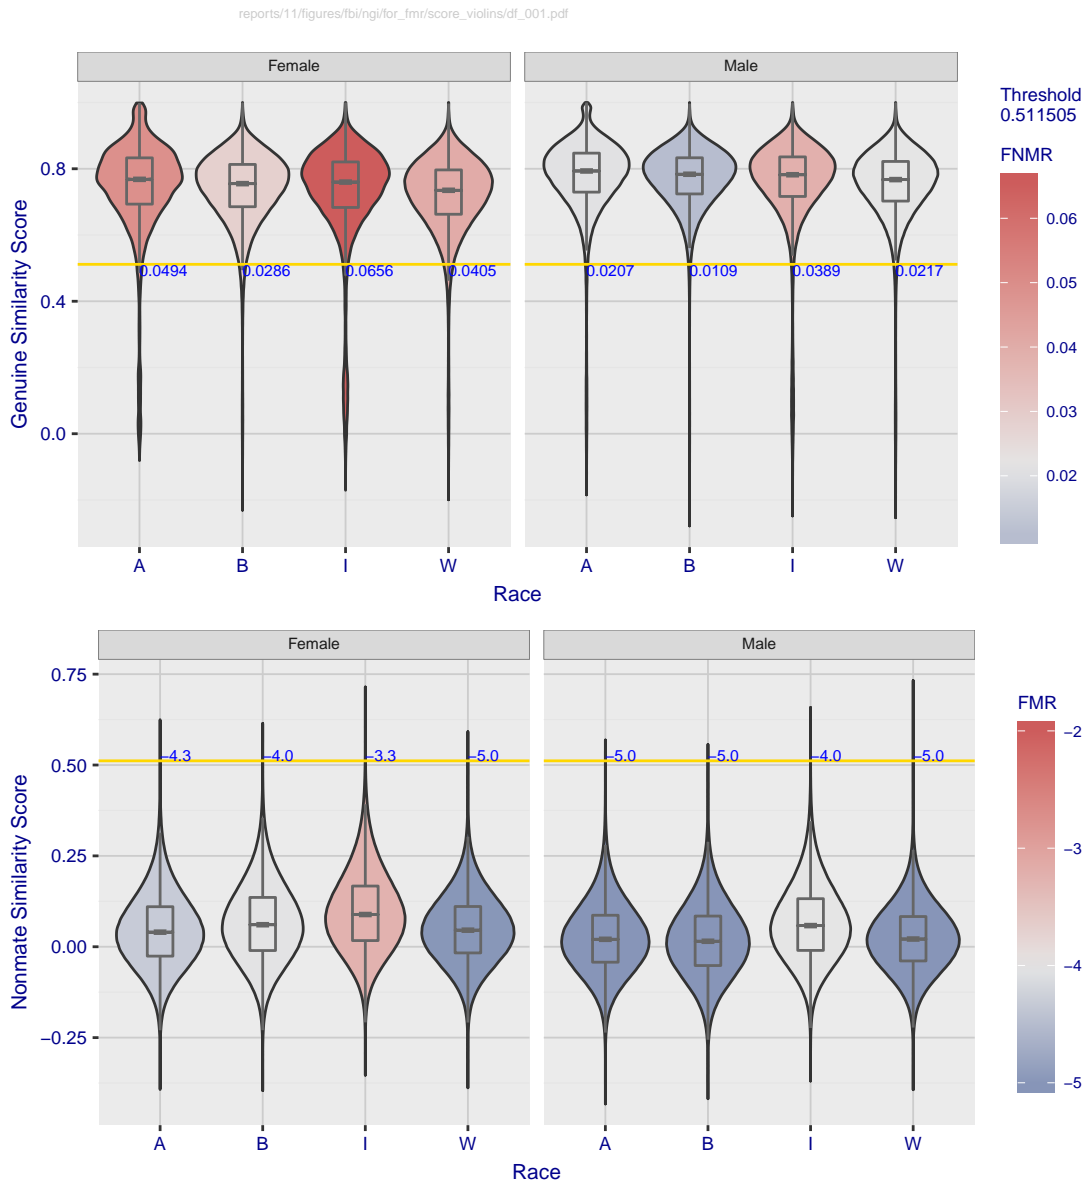 reports/11/figures/fbi/ngi/for_fmr/score_violins/df_001.pdf
Female
Male
Threshold
0.511505
FNMR
0.06
0.05
0.04
0.03
0.02
Genuine Similarity Score
0.8
0.4
0.0
0.0494
0.0286
0.0656
0.0405
0.0207
0.0109
0.0389
0.0217
A B I W A B I W
Race
Female
Male
FMR
−2
−3
−4
−5
Nonmate Similarity Score
0.75
0.50
0.25
0.00
−0.25
−4.3
−4.0
−3.3
−5.0
−5.0
−5.0
−4.0
−5.0
A B I W A B I W
Race